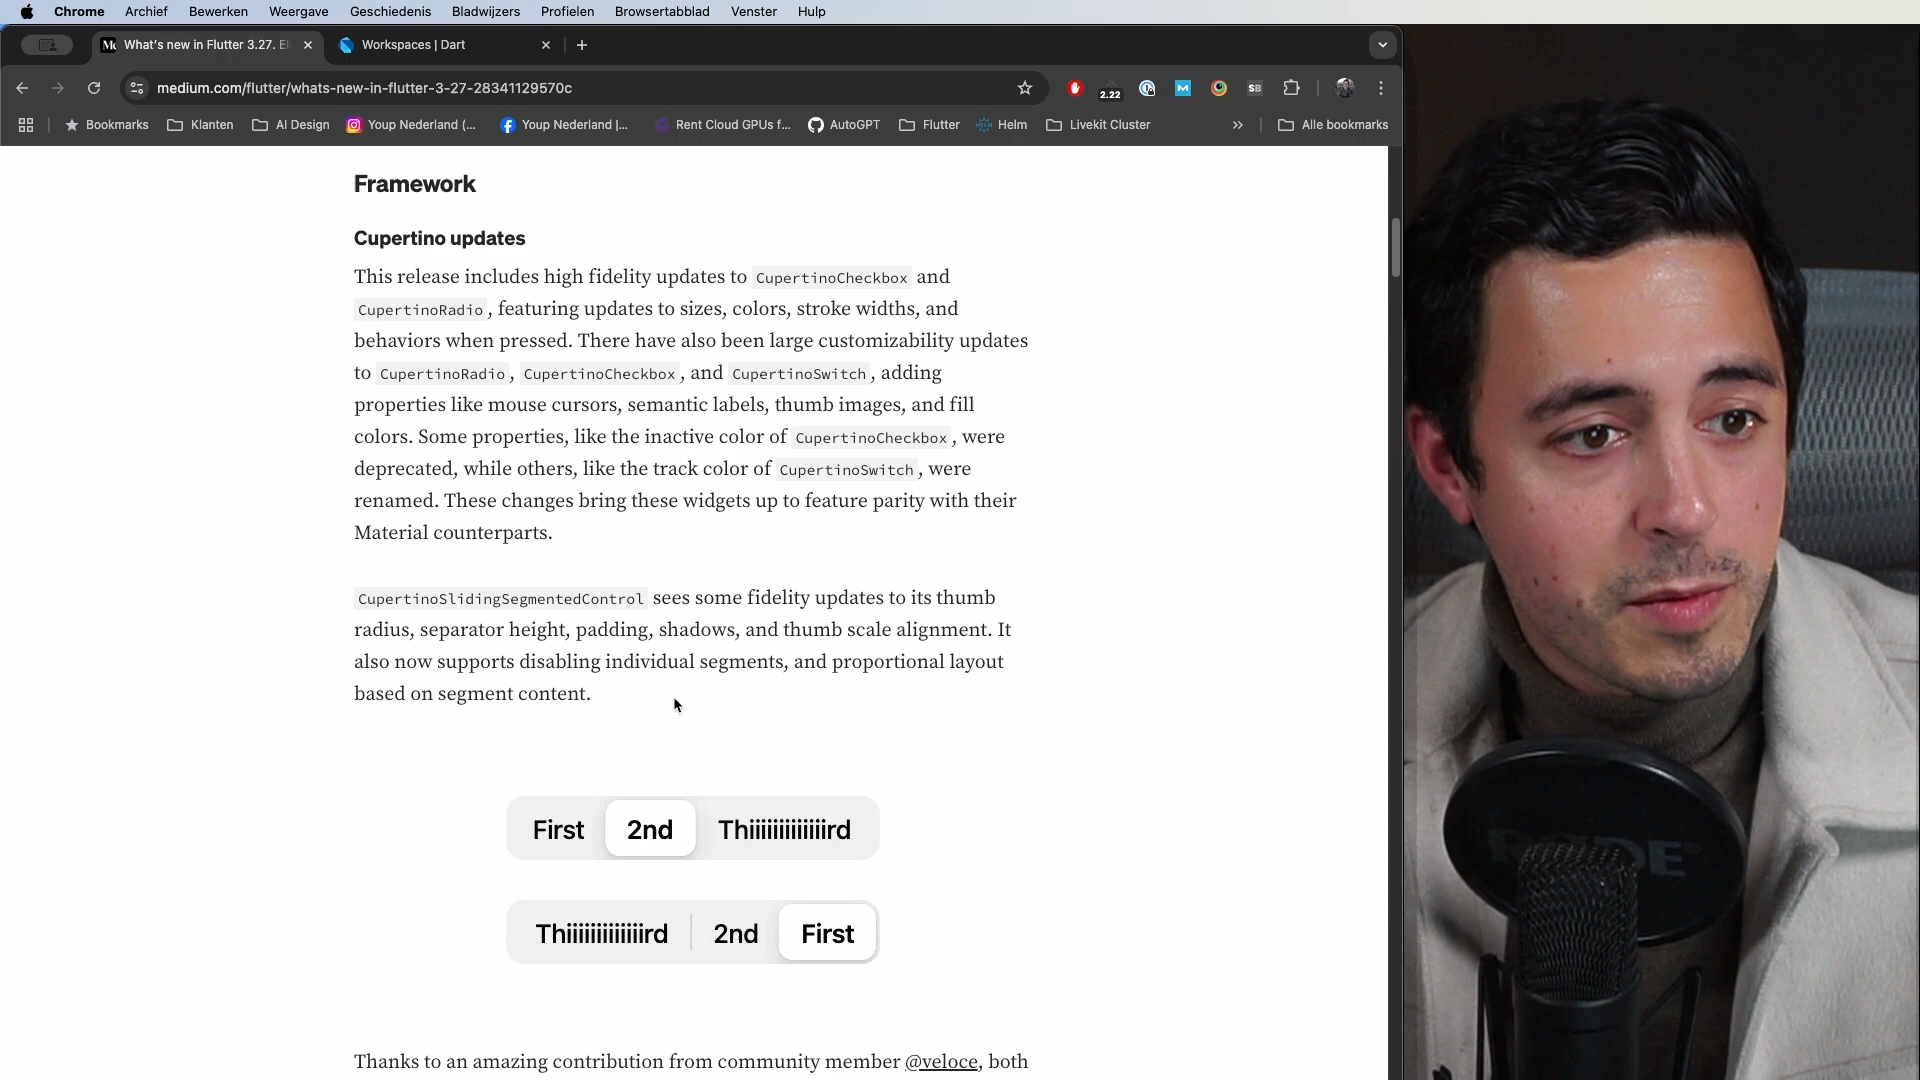 Chrome Archief Bewerken Weergave Geschiedenis Bladwijzers Profielen Browsertabblad Venster Hulp
What's new in Flutter 3.27. El
Workspaces | Dart
medium.com/flutter/whats-new-in-flutter-3-27-28341129570c
2.22
SB
Bookmarks Klanten AI Design Youp Nederland (... Youp Nederland |... Rent Cloud GPUs f... AutoGPT Flutter Helm Livekit Cluster Alle bookmarks
Framework
Cupertino updates
This release includes high fidelity updates to CupertinoCheckbox and
CupertinoRadio, featuring updates to sizes, colors, stroke widths, and
behaviors when pressed. There have also been large customizability updates
to CupertinoRadio, CupertinoCheckbox, and CupertinoSwitch, adding
properties like mouse cursors, semantic labels, thumb images, and fill
colors. Some properties, like the inactive color of CupertinoCheckbox, were
deprecated, while others, like the track color of CupertinoSwitch, were
renamed. These changes bring these widgets up to feature parity with their
Material counterparts.
CupertinoSlidingSegmentedControl sees some fidelity updates to its thumb
radius, separator height, padding, shadows, and thumb scale alignment. It
also now supports disabling individual segments, and proportional layout
based on segment content.
First 2nd Thiiiiiiiiiiiiird
Thiiiiiiiiiiiiird 2nd First
Thanks to an amazing contribution from community member @veloce, both
RØDE